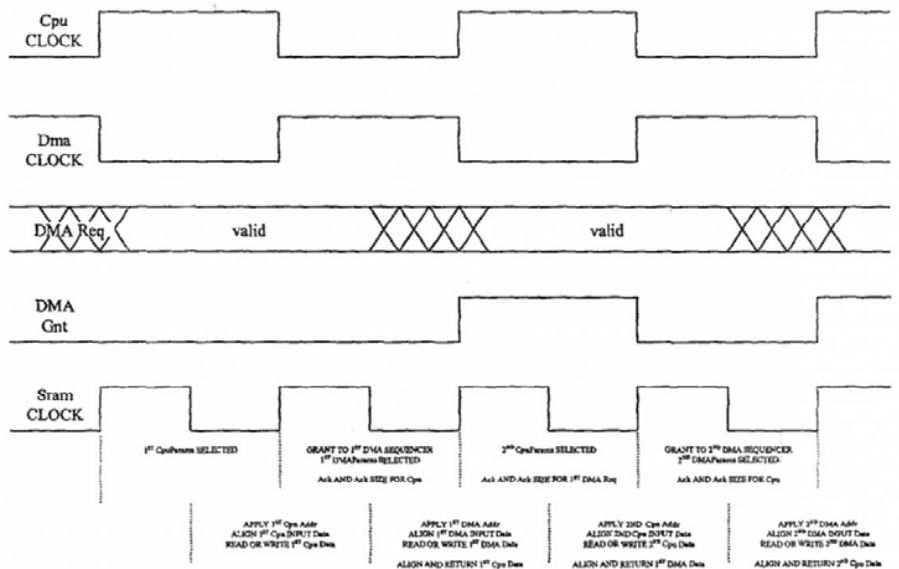 Cpu
CLOCK
Dma
CLOCK
DMA Req
valid
valid
DMA
Gnt
Sram
CLOCK
1ST CpuParams SELECTED
GRANT TO 1ST DMA SEQUENCER
1ST DMAParams SELECTED
Ack AND Ack SIZE FOR Cpu
2ND CpuParams SELECTED
Ack AND Ack SIZE FOR 1ST DMA Req
GRANT TO 2ND DMA SEQUENCER
2ND DMAParams SELECTED
Ack AND Ack SIZE FOR Cpu
APPLY 1ST Cpu Addr
ALIGN 1ST Cpu INPUT Data
READ OR WRITE 1ST Cpu Data
APPLY 1ST DMA Addr
ALIGN 1ST DMA INPUT Data
READ OR WRITE 1ST DMA Data
ALIGN AND RETURN 1ST Cpu Data
APPLY 2ND Cpu Addr
ALIGN 2ND Cpu INPUT Data
READ OR WRITE 2ND Cpu Data
ALIGN AND RETURN 1ST DMA Data
APPLY 2ND DMA Addr
ALIGN 2ND DMA INPUT Data
READ OR WRITE 2ND DMA Data
ALIGN AND RETURN 2ND Cpu Data